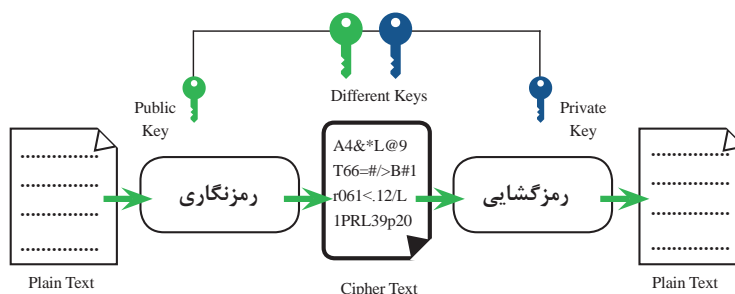 Different Keys
Public
Key
Private
Key
A4&*L@9
T66=#/>B#1
r061<.12/L
1PRL39p20
رمزنگاری
رمزگشایی
Plain Text
Cipher Text
Plain Text